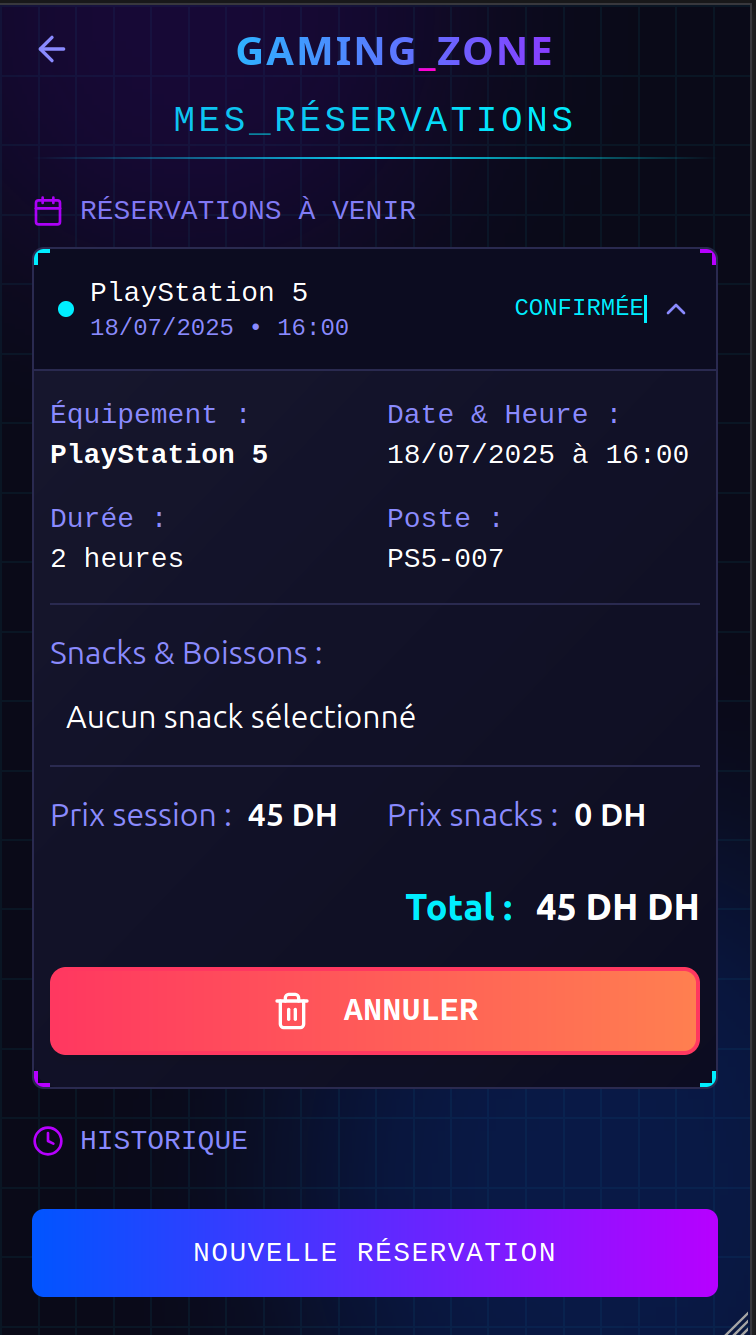 GAMING_ZONE
MES_RÉSERVATIONS
RÉSERVATIONS À VENIR
PlayStation 5
18/07/2025 • 16:00
CONFIRMÉE
Équipement :
PlayStation 5
Date & Heure :
18/07/2025 à 16:00
Durée :
2 heures
Poste :
PS5-007
Snacks & Boissons :
Aucun snack sélectionné
Prix session : 45 DH
Prix snacks : 0 DH
Total : 45 DH DH
ANNULER
HISTORIQUE
NOUVELLE RÉSERVATION